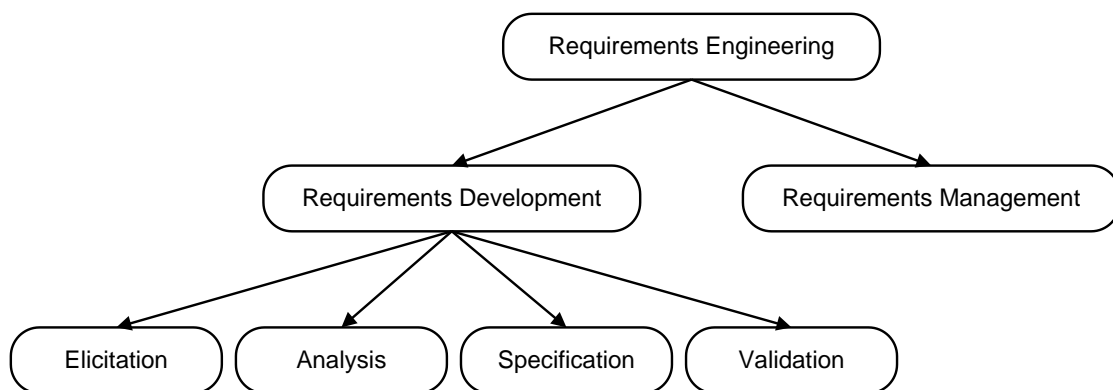 Requirements Engineering
Requirements Development
Requirements Management
Elicitation
Analysis
Specification
Validation